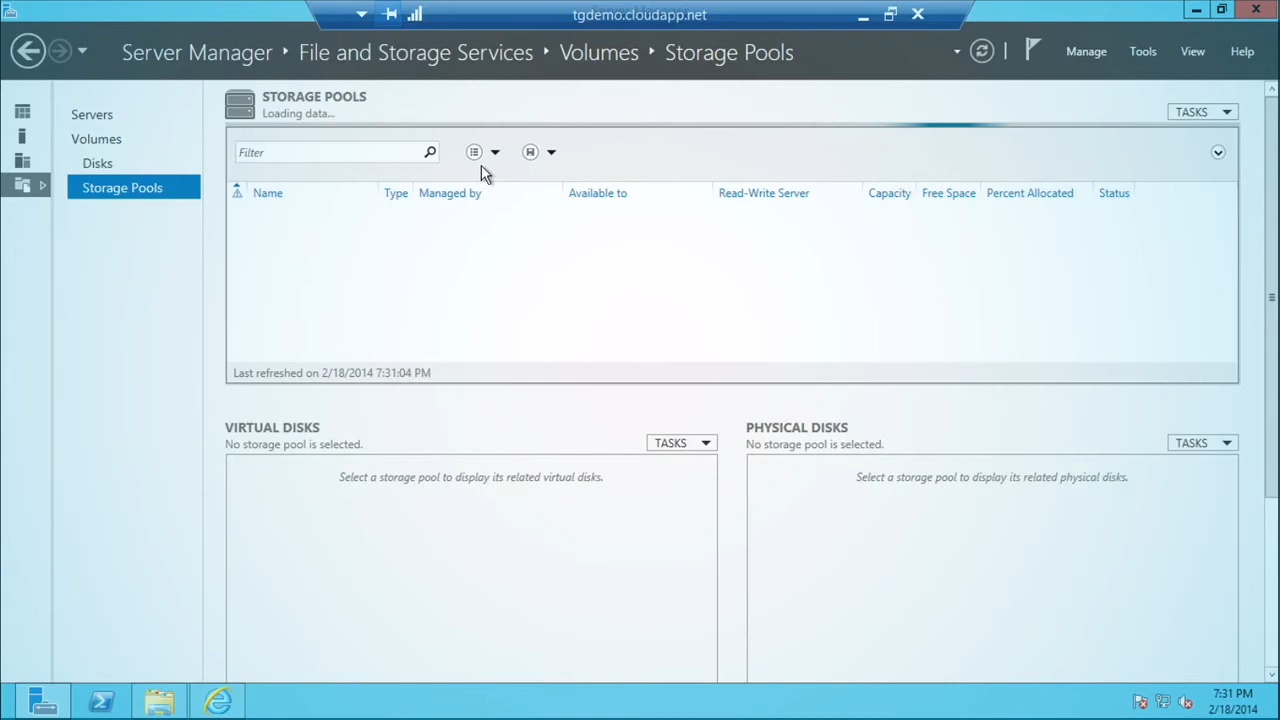 tgdemo.cloudapp.net
Server Manager ‣ File and Storage Services ‣ Volumes ‣ Storage Pools
Manage Tools View Help
Servers
Volumes
Disks
Storage Pools
STORAGE POOLS
Loading data...
TASKS
Filter
Name Type Managed by Available to Read-Write Server Capacity Free Space Percent Allocated Status
Last refreshed on 2/18/2014 7:31:04 PM
VIRTUAL DISKS
No storage pool is selected.
TASKS
Select a storage pool to display its related virtual disks.
PHYSICAL DISKS
No storage pool is selected.
TASKS
Select a storage pool to display its related physical disks.
7:31 PM
2/18/2014